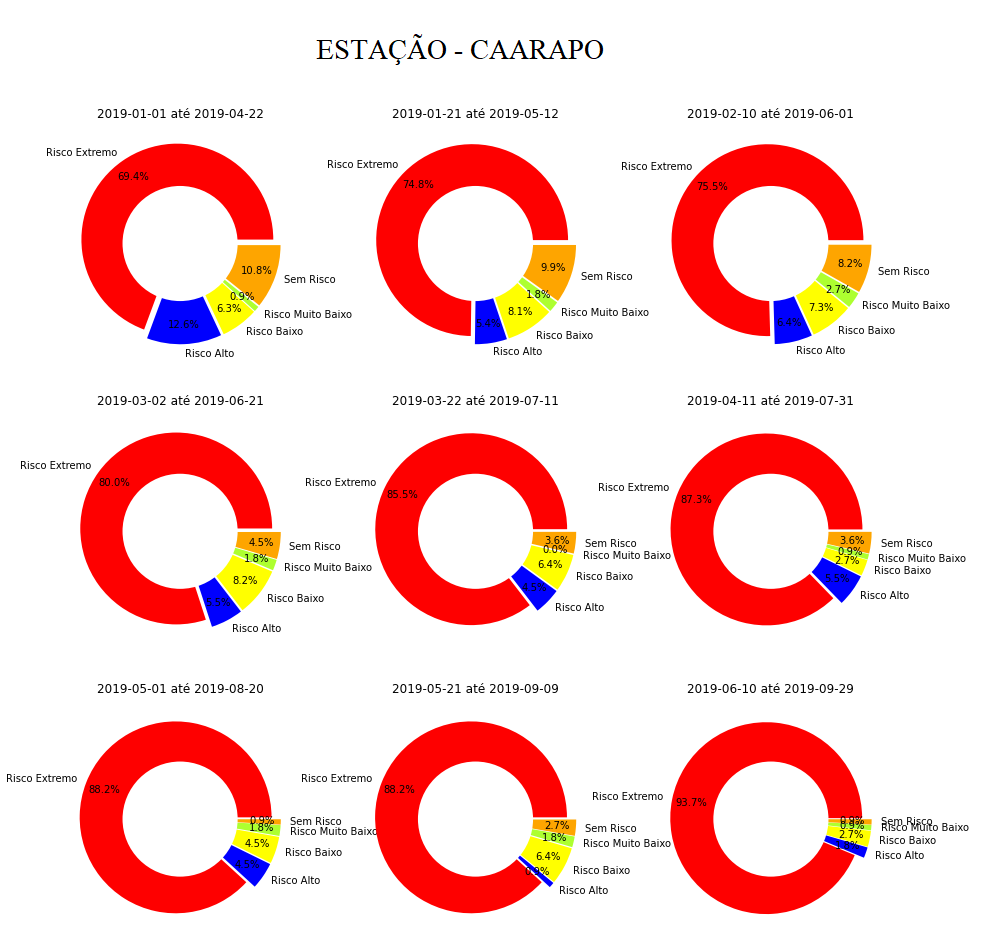 ESTAÇÃO - CAARAPO
2019-01-01 até 2019-04-22
Risco Extremo
69.4%
10.8%
Sem Risco
0.9%
Risco Muito Baixo
6.3%
Risco Baixo
12.6%
Risco Alto
2019-01-21 até 2019-05-12
Risco Extremo
74.8%
9.9%
Sem Risco
1.8%
Risco Muito Baixo
8.1%
Risco Baixo
5.4%
Risco Alto
2019-02-10 até 2019-06-01
Risco Extremo
75.5%
8.2%
Sem Risco
2.7%
Risco Muito Baixo
7.3%
Risco Baixo
6.4%
Risco Alto
2019-03-02 até 2019-06-21
Risco Extremo
80.0%
4.5%
Sem Risco
1.8%
Risco Muito Baixo
8.2%
Risco Baixo
5.5%
Risco Alto
2019-03-22 até 2019-07-11
Risco Extremo
85.5%
3.6%
Sem Risco
0.0%
Risco Muito Baixo
6.4%
Risco Baixo
4.5%
Risco Alto
2019-04-11 até 2019-07-31
Risco Extremo
87.3%
3.6%
Sem Risco
0.9%
Risco Muito Baixo
2.7%
Risco Baixo
5.5%
Risco Alto
2019-05-01 até 2019-08-20
Risco Extremo
88.2%
0.9%
Sem Risco
1.8%
Risco Muito Baixo
4.5%
Risco Baixo
4.5%
Risco Alto
2019-05-21 até 2019-09-09
Risco Extremo
88.2%
2.7%
Sem Risco
1.8%
Risco Muito Baixo
6.4%
Risco Baixo
0.9%
Risco Alto
2019-06-10 até 2019-09-29
Risco Extremo
93.7%
0.9%
Sem Risco
0.9%
Risco Muito Baixo
2.7%
Risco Baixo
1.8%
Risco Alto